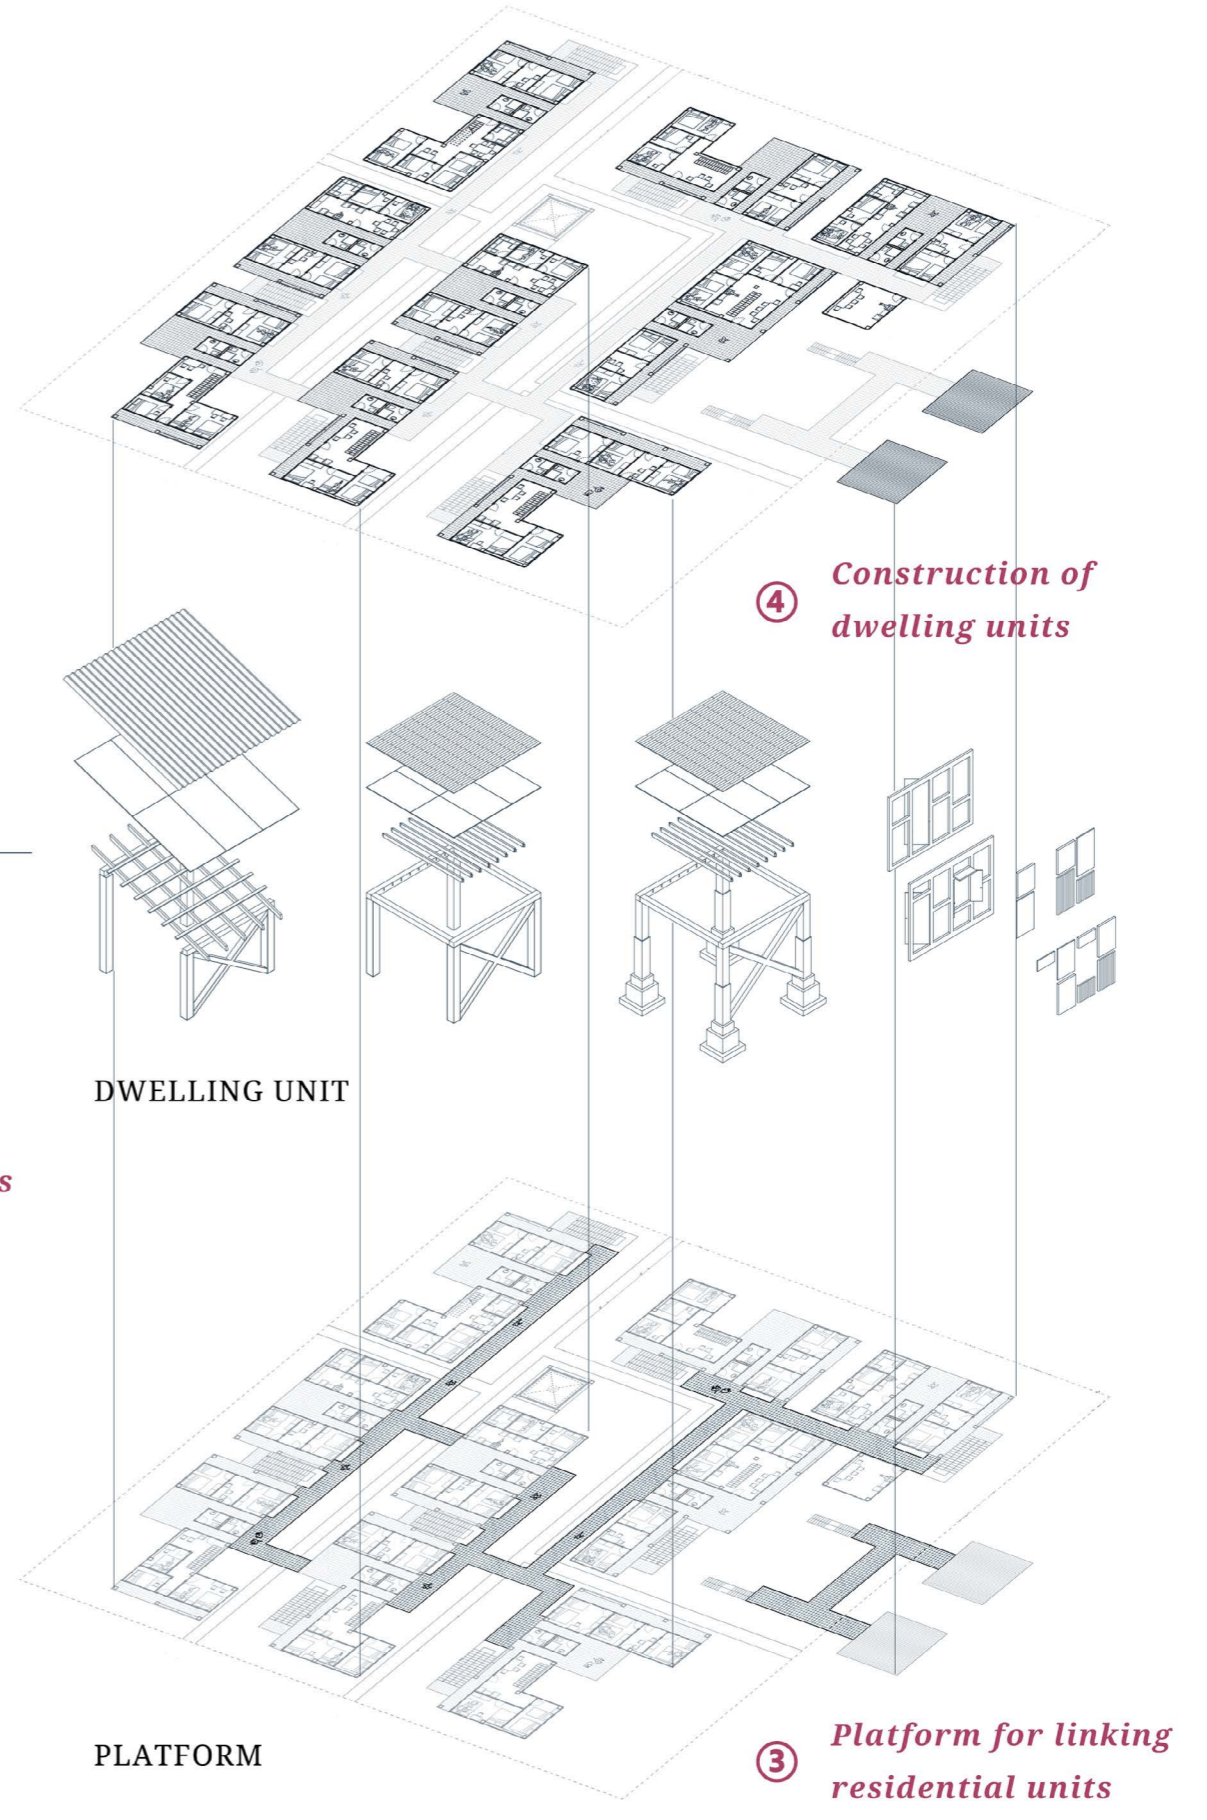 ④ Construction of
dwelling units
DWELLING UNIT
s
PLATFORM
③ Platform for linking
residential units